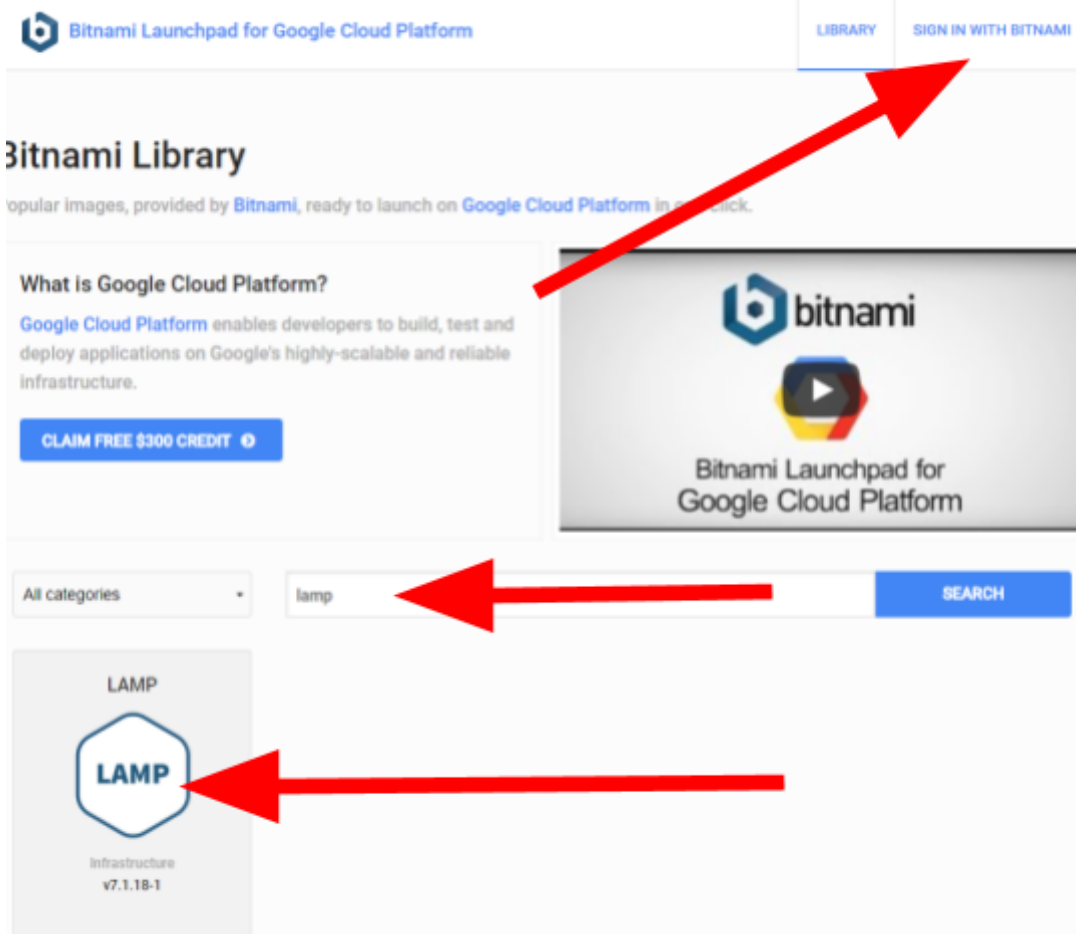 Bitnami Launchpad for Google Cloud Platform
LIBRARY
SIGN IN WITH BITNAMI
Bitnami Library
opular images, provided by Bitnami, ready to launch on Google Cloud Platform in click.
What is Google Cloud Platform?
Google Cloud Platform enables developers to build, test and
deploy applications on Google's highly-scalable and reliable
infrastructure.
CLAIM FREE $300 CREDIT
bitnami
Bitnami Launchpad for
Google Cloud Platform
All categories
lamp
SEARCH
LAMP
LAMP
Infrastructure
v7.1.18-1